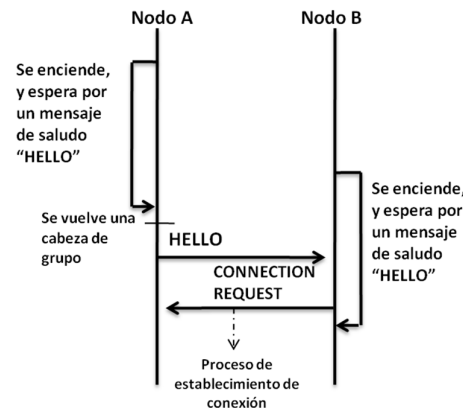 Nodo A
Nodo B
Se enciende,
y espera por
un mensaje
de saludo
“HELLO”
Se vuelve una
cabeza de
grupo
HELLO
CONNECTION
REQUEST
Se enciende,
y espera por
un mensaje
de saludo
“HELLO”
Proceso de
establecimiento de
conexión